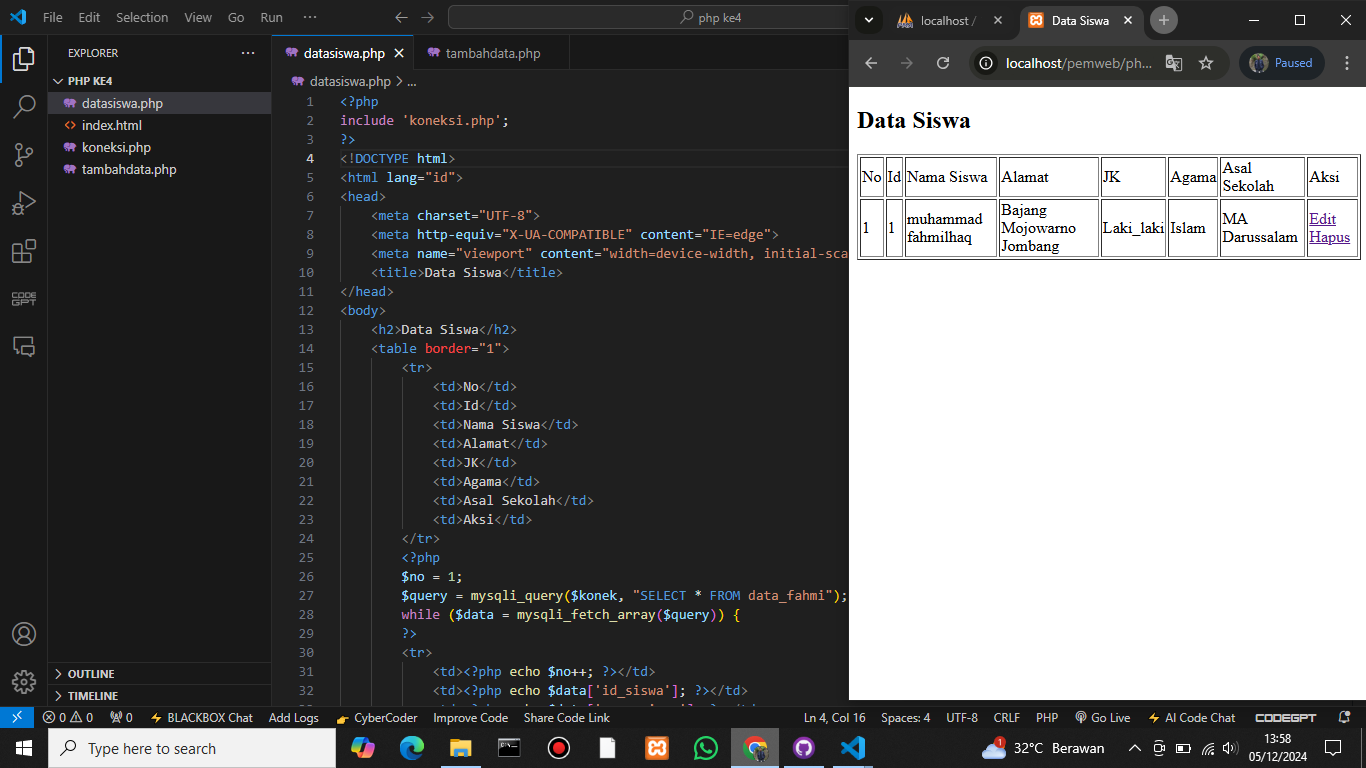 File Edit Selection View Go Run ··· php ke4
localhost / Data Siswa
localhost/pemweb/ph... Paused
EXPLORER ···
PHP KE4
datasiswa.php
index.html
koneksi.php
tambahdata.php
OUTLINE
TIMELINE
datasiswa.php tambahdata.php
datasiswa.php > ...
1 <?php
2 include 'koneksi.php';
3 ?>
4 <!DOCTYPE html>
5 <html lang="id">
6 <head>
7 <meta charset="UTF-8">
8 <meta http-equiv="X-UA-COMPATIBLE" content="IE=edge">
9 <meta name="viewport" content="width=device-width, initial-sca
10 <title>Data Siswa</title>
11 </head>
12 <body>
13 <h2>Data Siswa</h2>
14 <table border="1">
15 <tr>
16 <td>No</td>
17 <td>Id</td>
18 <td>Nama Siswa</td>
19 <td>Alamat</td>
20 <td>JK</td>
21 <td>Agama</td>
22 <td>Asal Sekolah</td>
23 <td>Aksi</td>
24 </tr>
25 <?php
26 $no = 1;
27 $query = mysqli_query($konek, "SELECT * FROM data_fahmi");
28 while ($data = mysqli_fetch_array($query)) {
29 ?>
30 <tr>
31 <td><?php echo $no++; ?></td>
32 <td><?php echo $data['id_siswa']; ?></td>
Data Siswa
No Id Nama Siswa Alamat JK Agama Asal Sekolah Aksi
1 1 muhammad fahmilhaq Bajang Mojowarno Jombang Laki_laki Islam MA Darussalam Edit Hapus
0 0 0 BLACKBOX Chat Add Logs CyberCoder Improve Code Share Code Link Ln 4, Col 16 Spaces: 4 UTF-8 CRLF PHP Go Live AI Code Chat CODEGPT
Type here to search 1 32°C Berawan 13:58
05/12/2024
CODE
GPT